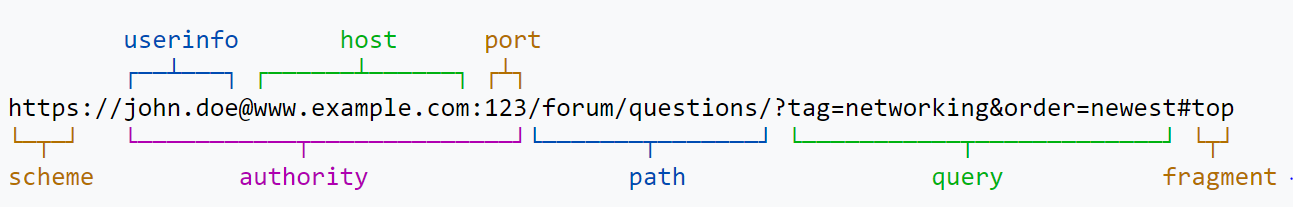 userinfo host port
https://john.doe@www.example.com:123/forum/questions/?tag=networking&order=newest#top
scheme authority path query fragment